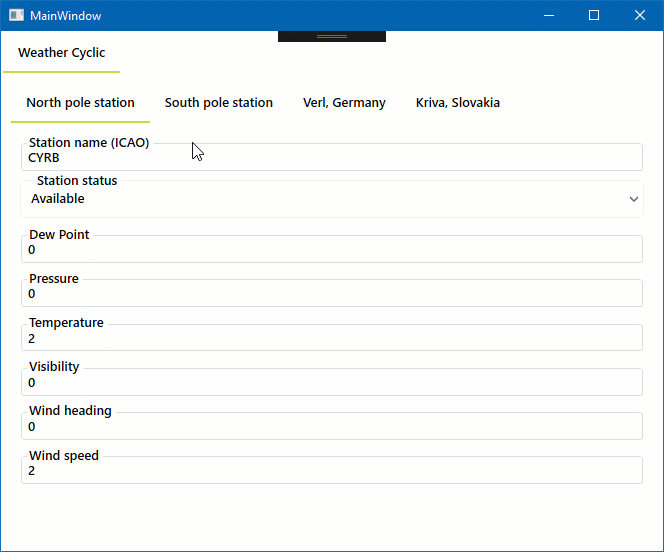 MainWindow
Weather Cyclic
North pole station South pole station Verl, Germany Kriva, Slovakia
Station name (ICAO)
CYRB
Station status
Available
Dew Point
0
Pressure
0
Temperature
2
Visibility
0
Wind heading
0
Wind speed
2